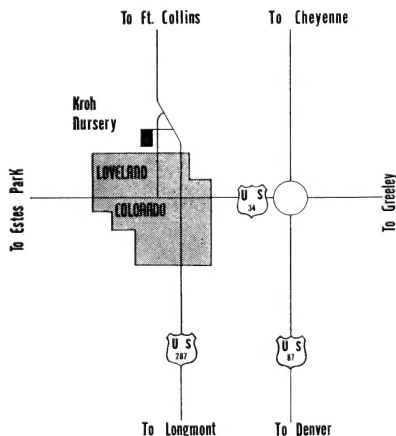 To Ft. Collins
To Cheyenne
Kroh
Nursery
LOVELAND
COLORADO
To Estes Park
U S
34
To Greeley
U S
287
U S
87
To Longmont
To Denver